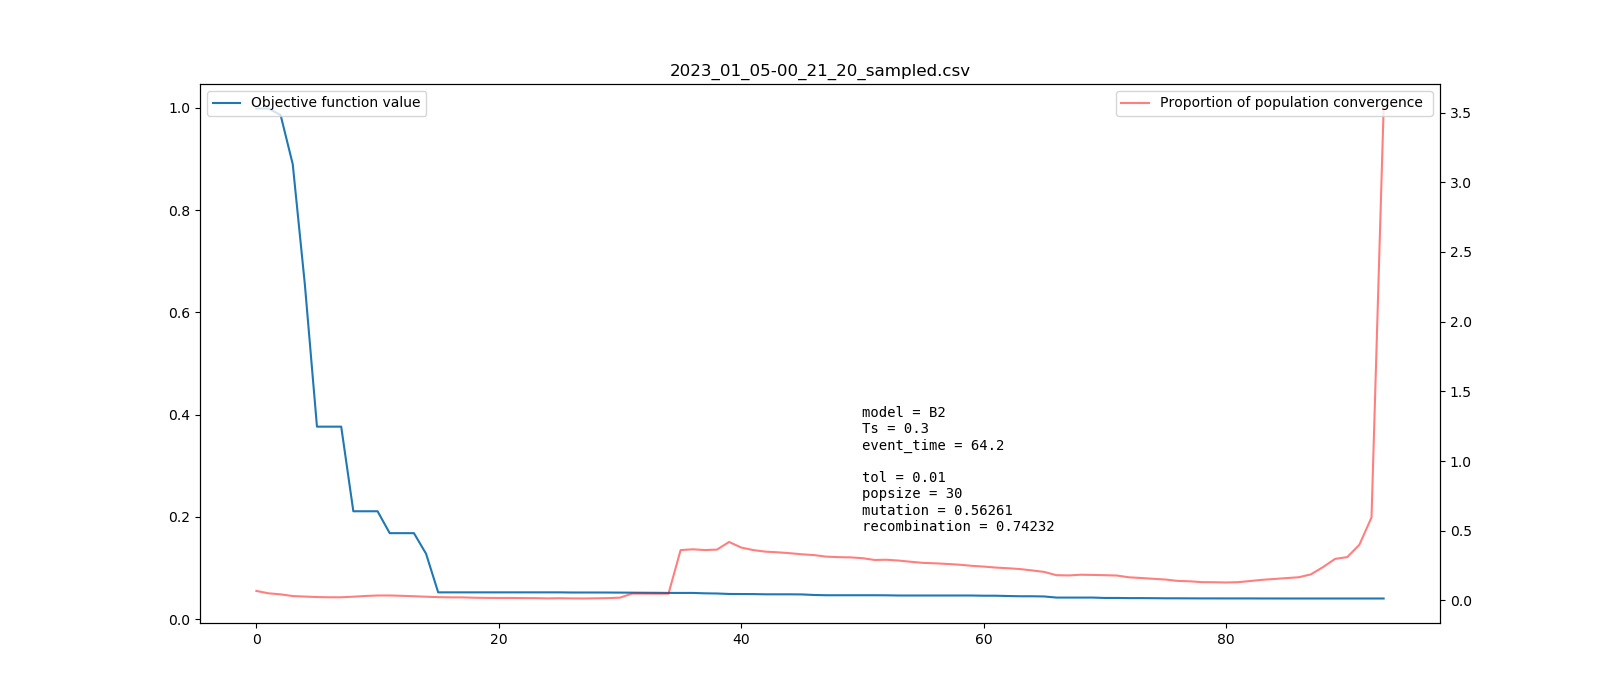 2023_01_05-00_21_20_sampled.csv
Objective function value
Proportion of population convergence
1.0
0.8
0.6
0.4
0.2
0.0
3.5
3.0
2.5
2.0
1.5
1.0
0.5
0.0
model = B2
Ts = 0.3
event_time = 64.2
tol = 0.01
popsize = 30
mutation = 0.56261
recombination = 0.74232
0
20
40
60
80